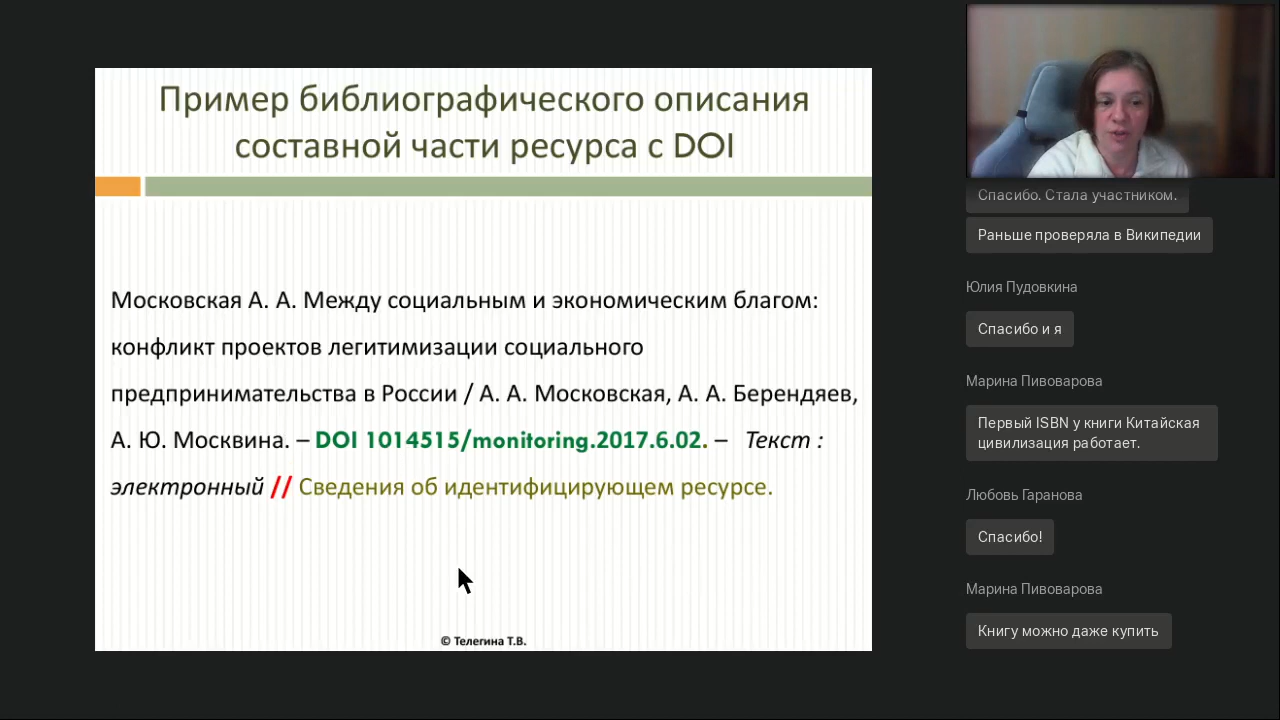 Пример библиографического описания
составной части ресурса с DOI
Московская А. А. Между социальным и экономическим благом:
конфликт проектов легитимизации социального
предпринимательства в России / А. А. Московская, А. А. Берендяев,
А. Ю. Москвина. – DOI 1014515/monitoring.2017.6.02. – Текст :
электронный // Сведения об идентифицирующем ресурсе.
© Телегина Т.В.
Спасибо. Стала участником.
Раньше проверяла в Википедии
Юлия Пудовкина
Спасибо и я
Марина Пивоварова
Первый ISBN у книги Китайская
цивилизация работает.
Любовь Гаранова
Спасибо!
Марина Пивоварова
Книгу можно даже купить